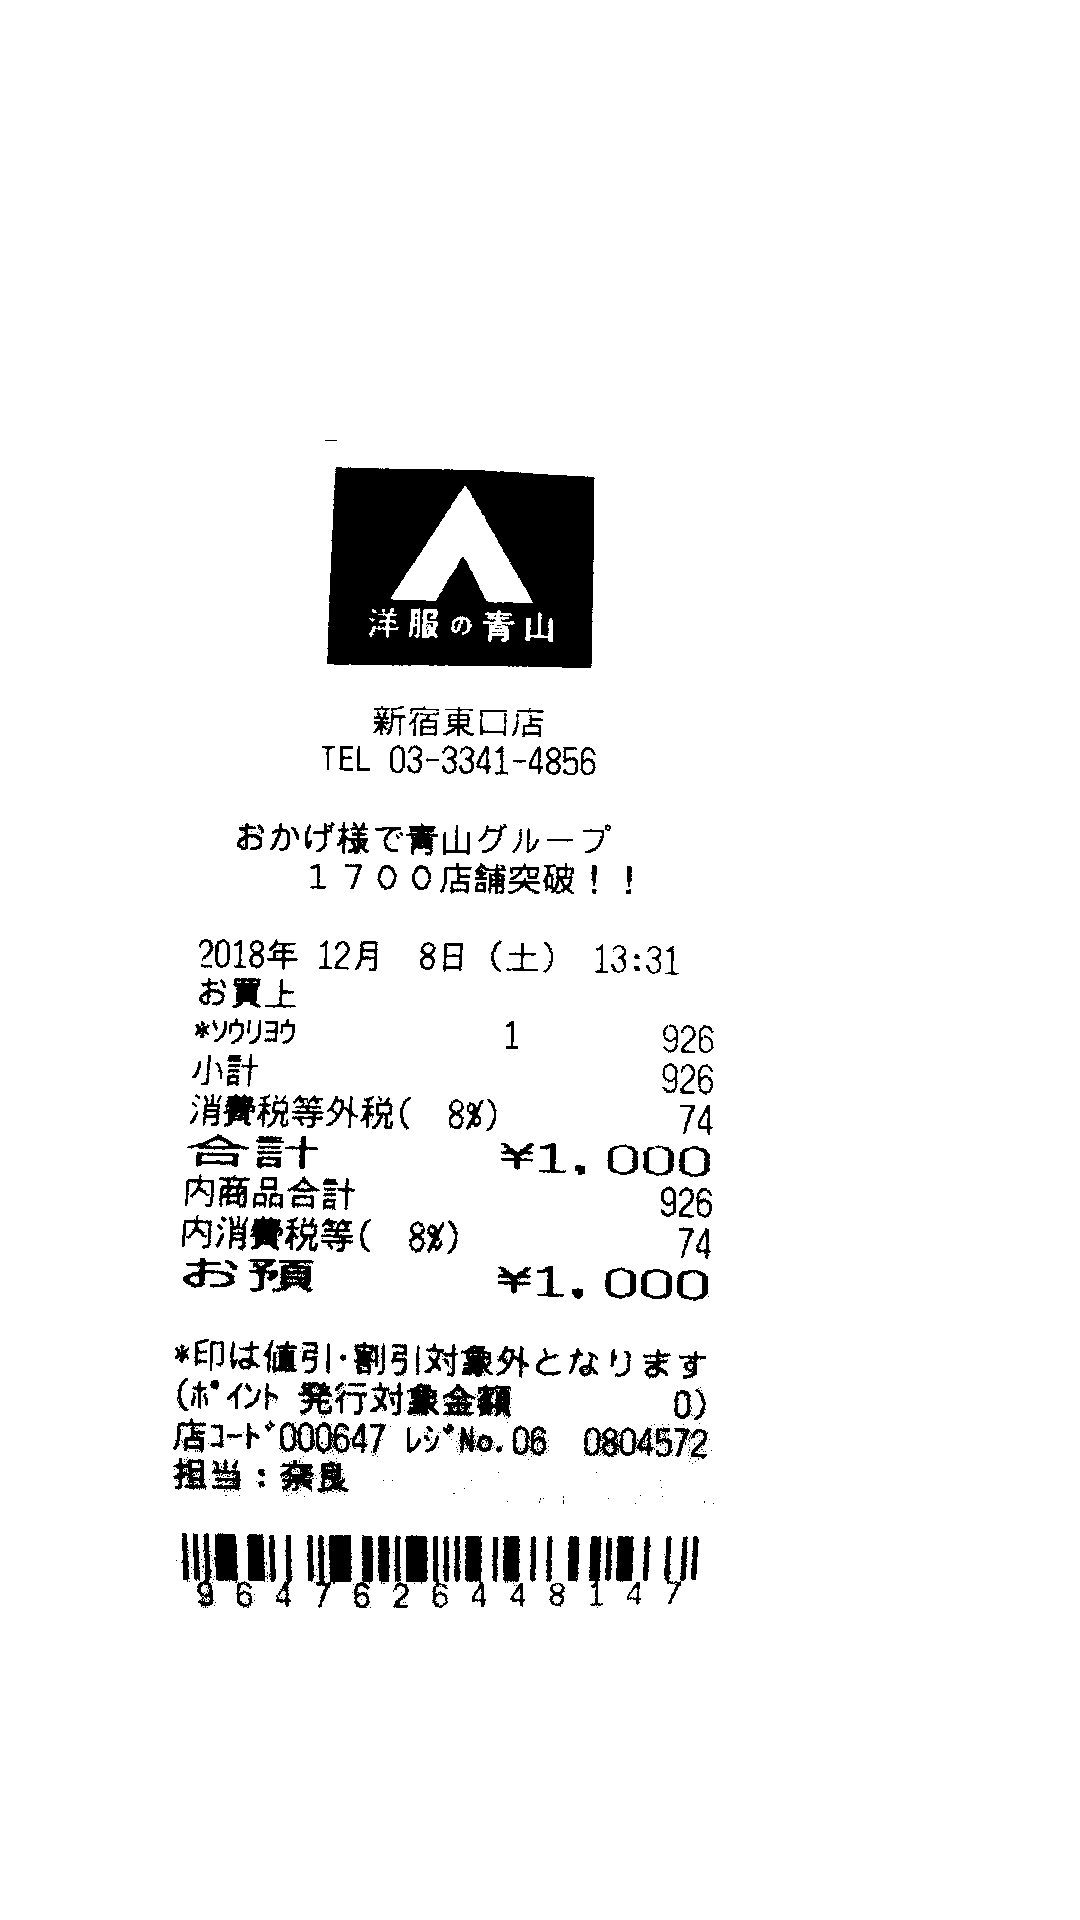 洋服の青山
新宿東口店
TEL 03-3341-4856
おかげ様で青山グループ
１７００店舗突破！！
2018年 12月 8日 (土) 13:31
お買上
*ｿｳﾘﾖｳ 1 926
小計 926
消費税等外税( 8%) 74
合計 ¥1,000
内商品合計 926
内消費税等( 8%) 74
お預 ¥1,000
*印は値引・割引対象外となります
(ﾎﾟｲﾝﾄ 発行対象金額 0)
店ｺｰﾄﾞ000647 ﾚｼﾞNo.06 0804572
担当：奈良
9647626448147